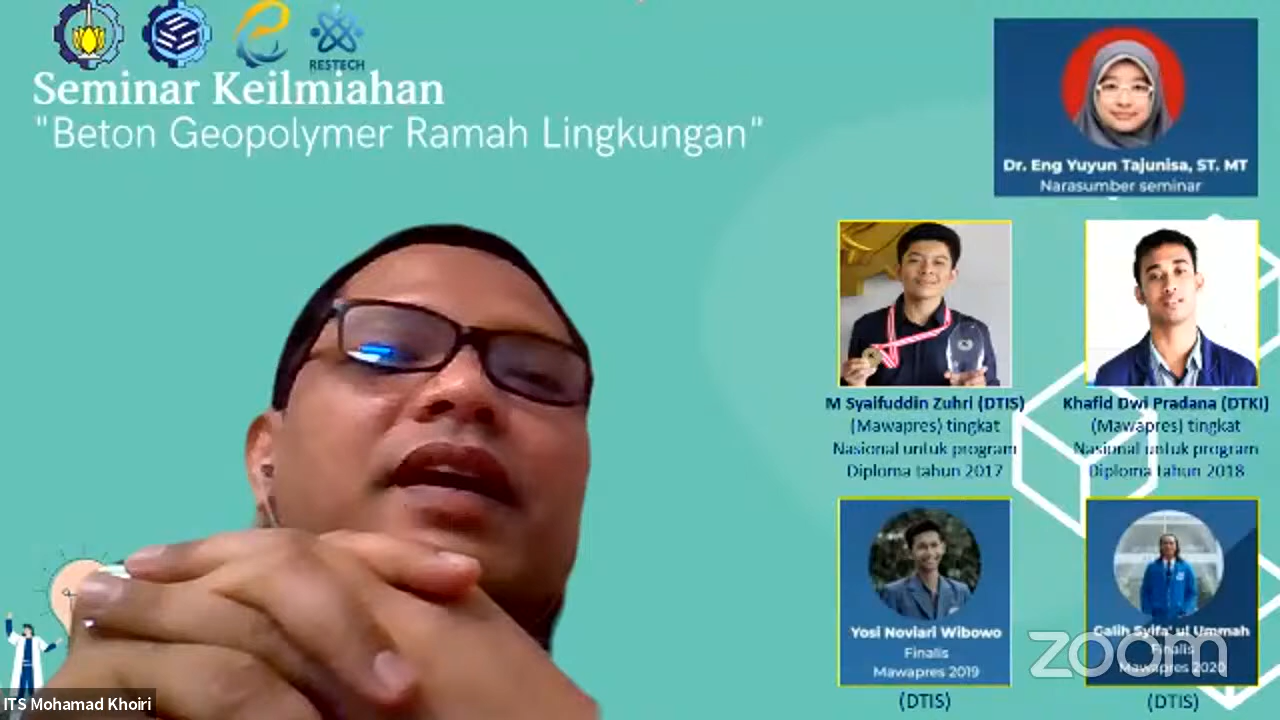 RESTECH
Seminar Keilmiahan
"Beton Geopolymer Ramah Lingkungan"
Dr. Eng Yuyun Tajunisa, ST. MT
Narasumber seminar
M Syaifuddin Zuhri (DTIS)
(Mawapres) tingkat
Nasional untuk program
Diploma tahun 2017
Khafid Dwi Pradana (DTKI)
(Mawapres) tingkat
Nasional untuk program
Diploma tahun 2018
Yosi Noviari Wibowo
Finalis
Mawapres 2019
(DTIS)
Galih Syifa' ul Ummah
Finalis
Mawapres 2020
(DTIS)
zoom
ITS Mohamad Khoiri